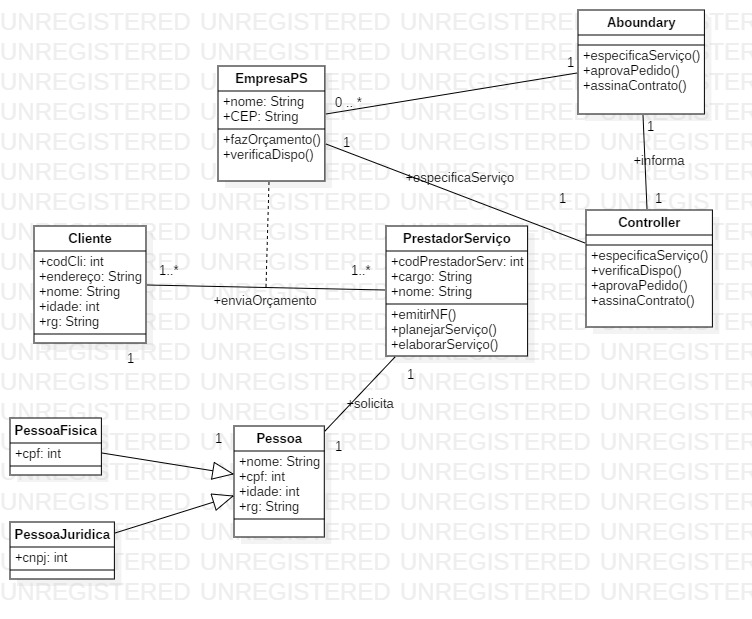 Aboundary
+especificaServiço()
+aprovaPedido()
+assinaContrato()
1
EmpresaPS
+nome: String
+CEP: String
+fazOrçamento()
+verificaDispo()
0...*
1
1
+informa
+especificaServiço
1
1
Controller
+especificaServiço()
+verificaDispo()
+aprovaPedido()
+assinaContrato()
Cliente
+codCli: int
+endereço: String
+nome: String
+idade: int
+rg: String
1..*
1..*
+enviaOrçamento
PrestadorServiço
+codPrestadorServ: int
+cargo: String
+nome: String
+emitirNF()
+planejarServiço()
+elaborarServiço()
1
1
+solicita
PessoaFisica
+cpf: int
1
Pessoa
+nome: String
+cpf: int
+idade: int
+rg: String
1
PessoaJuridica
+cnpj: int
UNREGISTERED